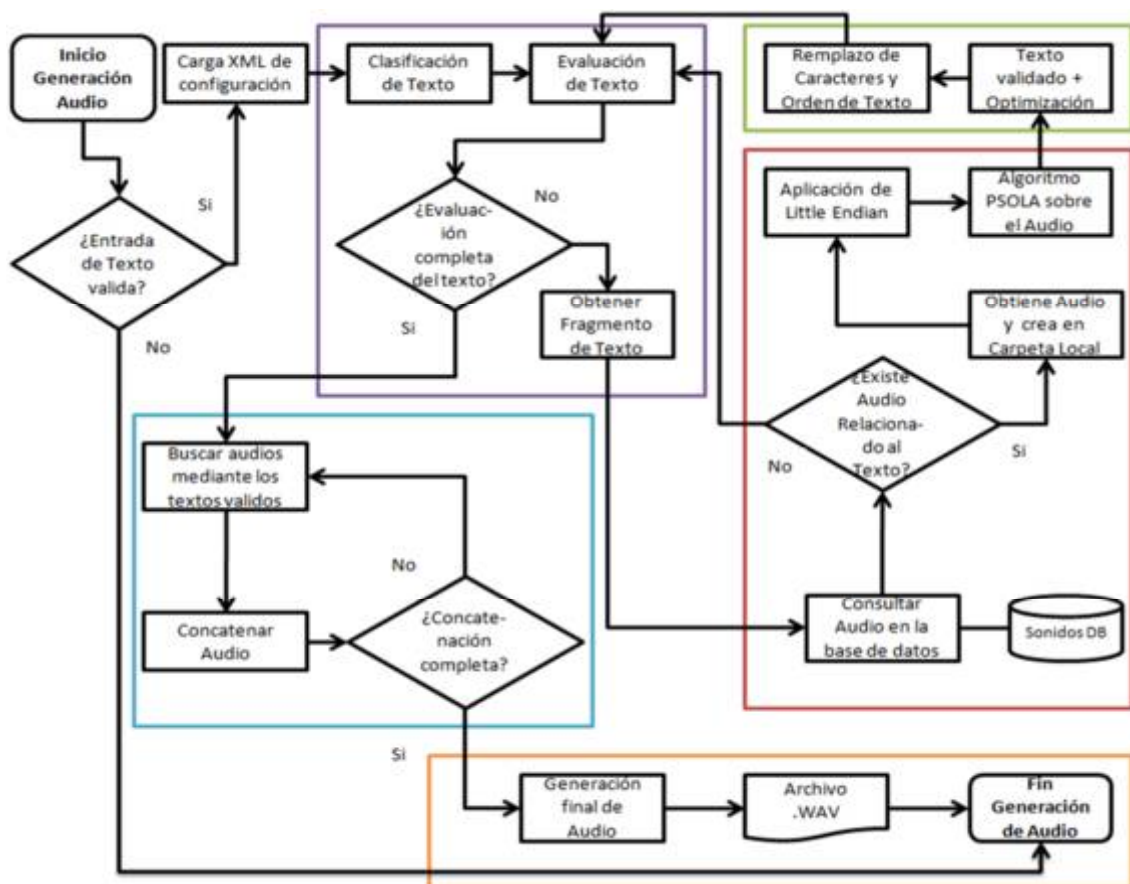 Inicio
Generación
Audio
Carga XML de
configuración
Clasificación
de Texto
Evaluación
de Texto
Remplazo de
Caracteres y
Orden de Texto
Texto
validado +
Optimización
Si
¿Entrada
de Texto
valida?
No
¿Evalua-
ción
completa
del texto?
No
Si
Obtener
Fragmento
de Texto
Aplicación de
Little Endian
Algoritmo
PSOLA sobre
el Audio
Obtiene Audio
y crea en
Carpeta Local
¿Existe
Audio
Relaciona-
do al
Texto?
No
Si
Buscar audios
mediante los
textos validos
No
Concatenar
Audio
¿Concate-
nación
completa?
Si
Consultar
Audio en la
base de datos
Sonidos DB
Generación
final de
Audio
Archivo
.WAV
Fin
Generación
de Audio